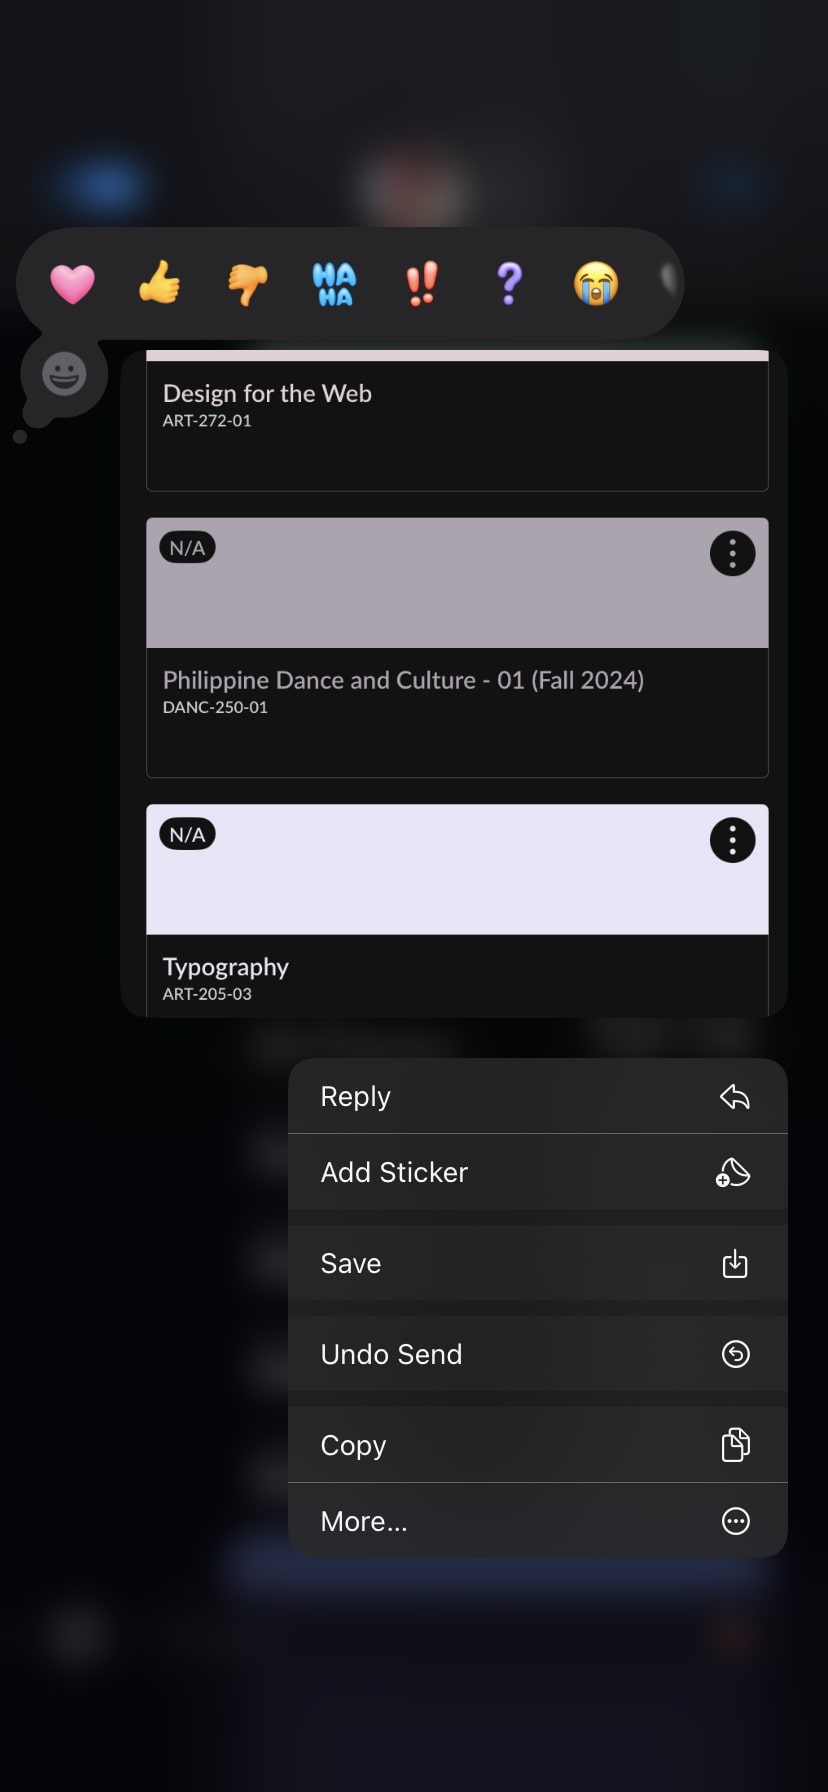 HA
HA
Design for the Web
ART-272-01
N/A
Philippine Dance and Culture - 01 (Fall 2024)
DANC-250-01
N/A
Typography
ART-205-03
Reply
Add Sticker
Save
Undo Send
Copy
More...